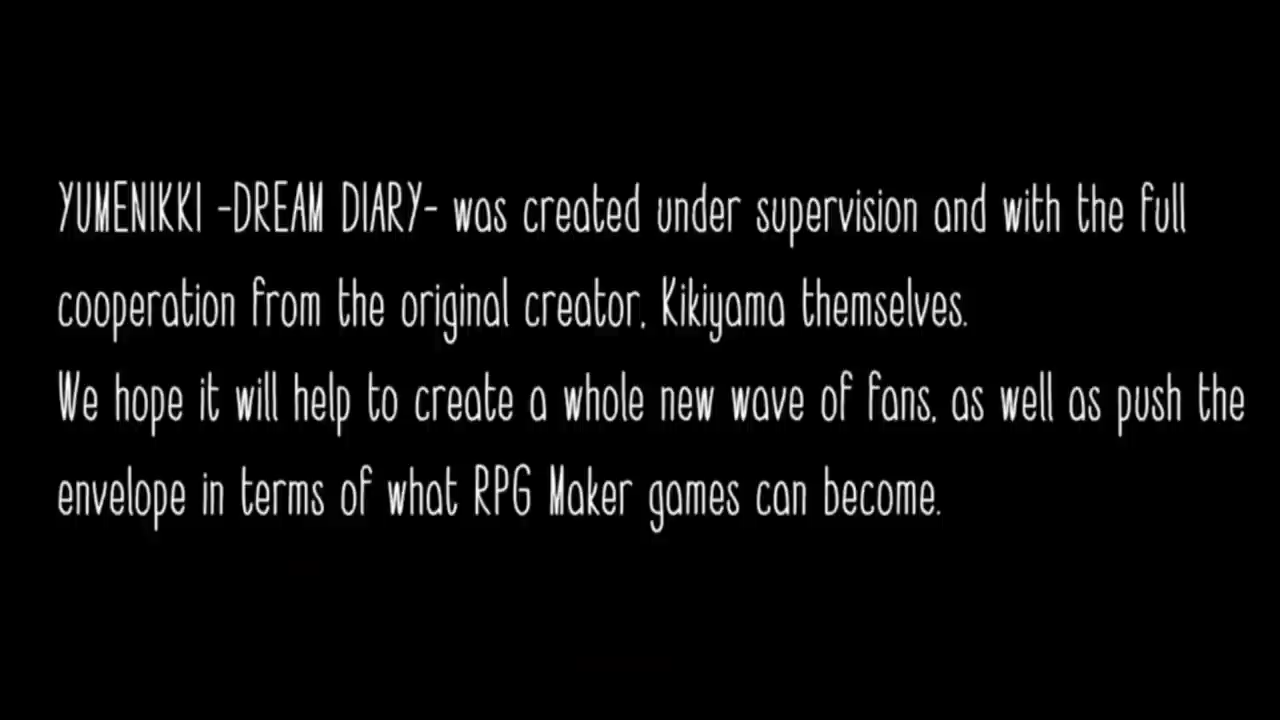 YUMENIKKI -DREAM DIARY- was created under supervision and with the full
cooperation from the original creator, Kikiyama themselves.
We hope it will help to create a whole new wave of fans, as well as push the
envelope in terms of what RPG Maker games can become.